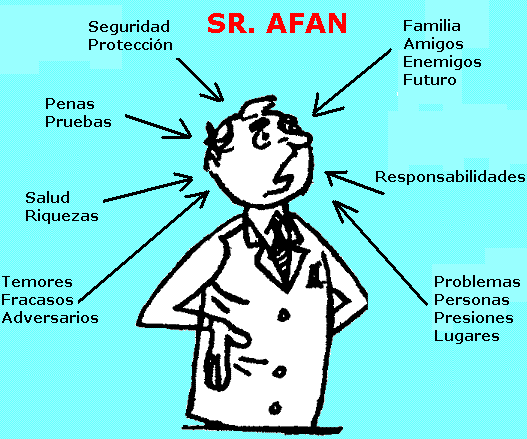 SR. AFAN
Seguridad
Protección
Familia
Amigos
Enemigos
Futuro
Penas
Pruebas
Salud
Riquezas
Responsabilidades
Temores
Fracasos
Adversarios
Problemas
Personas
Presiones
Lugares